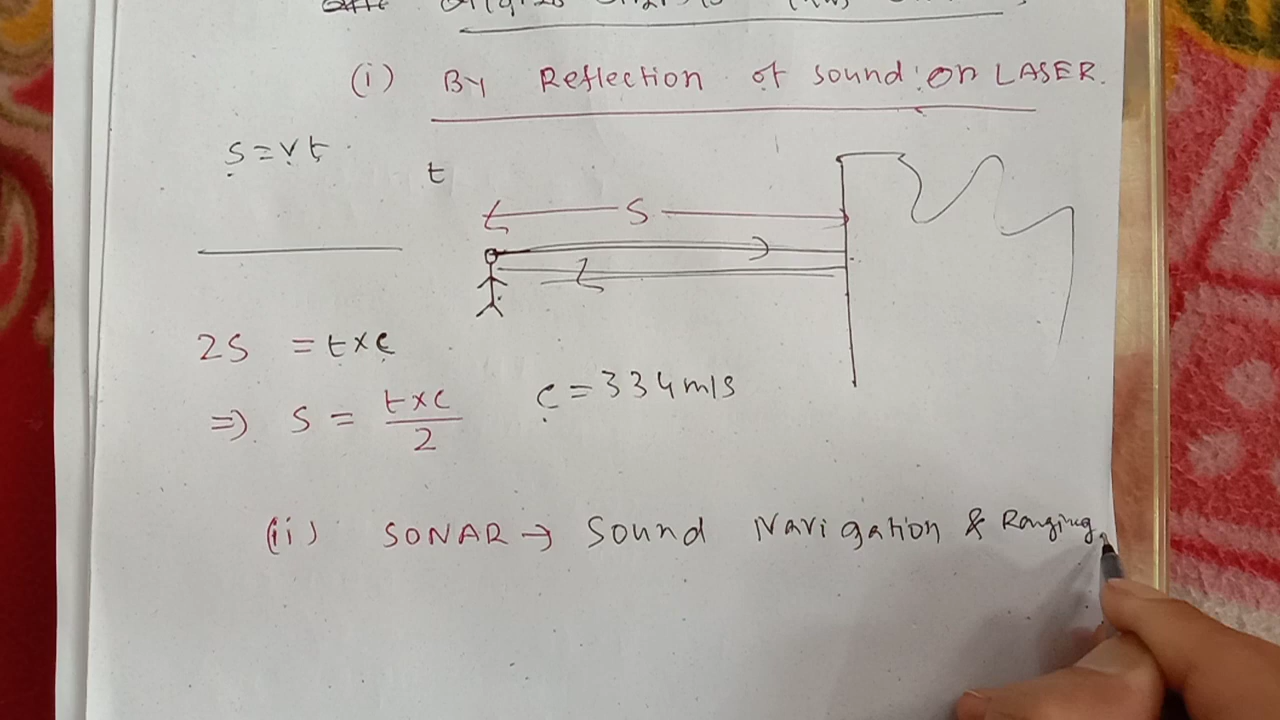 (i) By Reflection of sound or LASER.
S = vt
t
S
2S = t×c
⇒ S = t×c/2
c = 334 m/s
(ii) SONAR → Sound Navigation & Ranging